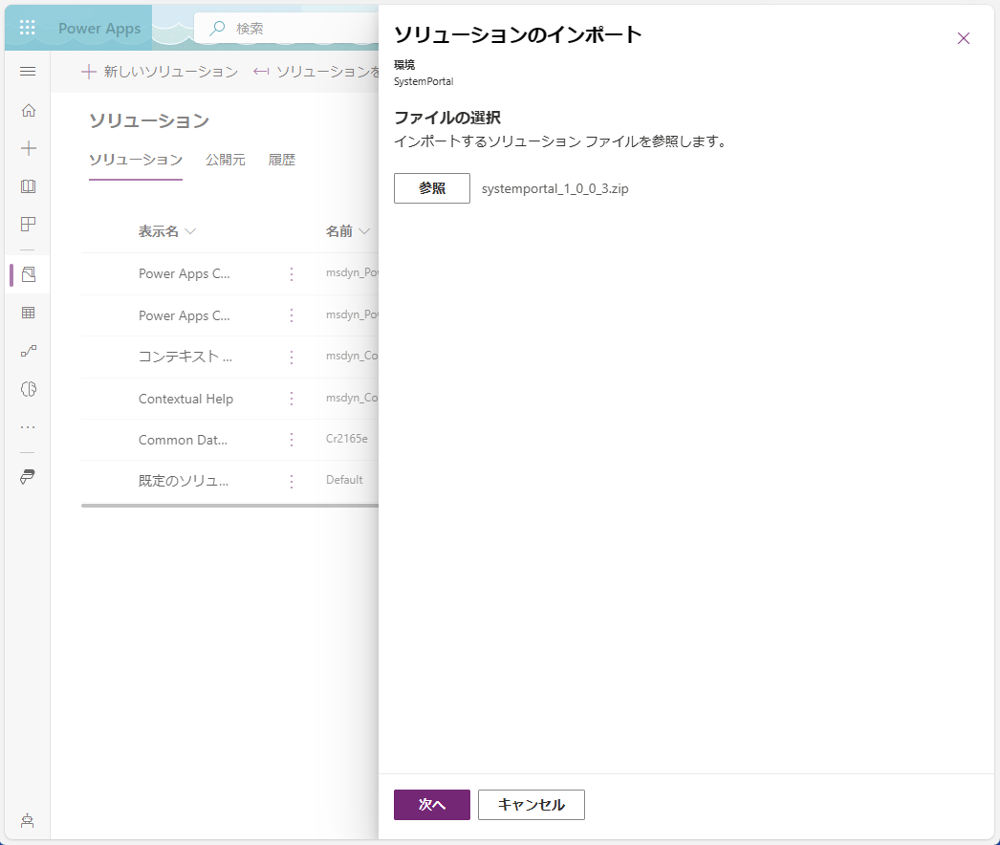 Power Apps
検索
新しいソリューション
ソリューションを
ソリューション
ソリューション 公開元 履歴
表示名 名前
Power Apps C... msdyn_Pov
Power Apps C... msdyn_Pov
コンテキスト ... msdyn_Co
Contextual Help msdyn_Co
Common Dat... Cr2165e
既定のソリュ... Default
ソリューションのインポート
環境
SystemPortal
ファイルの選択
インポートするソリューション ファイルを参照します。
参照 systemportal_1_0_0_3.zip
次へ キャンセル